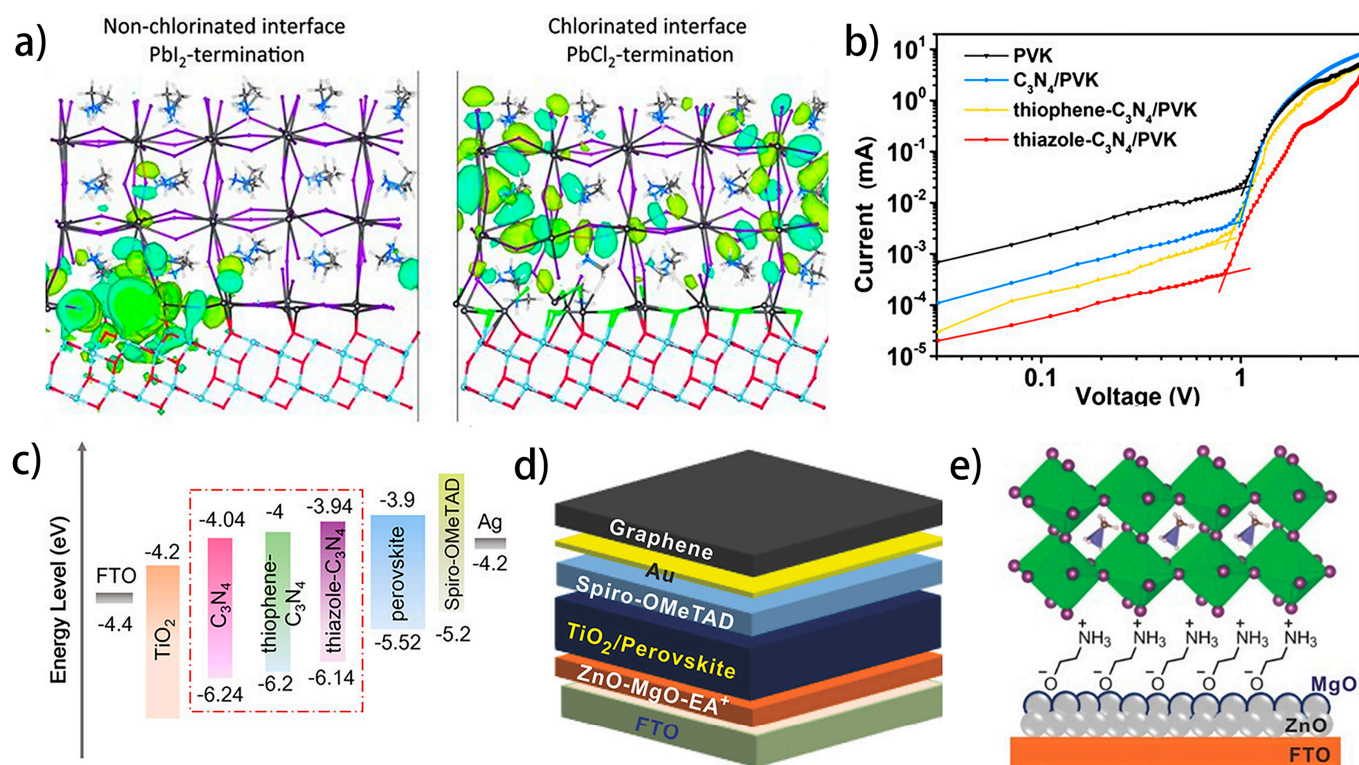 a)
Non-chlorinated interface
PbI₂-termination
Chlorinated interface
PbCl₂-termination
b)
PVK
C₃N₄/PVK
thiophene-C₃N₄/PVK
thiazole-C₃N₄/PVK
Current (mA)
10¹
10⁰
10⁻¹
10⁻²
10⁻³
10⁻⁴
10⁻⁵
0.1
1
Voltage (V)
c)
Energy Level (eV)
FTO
-4.4
-4.2
TiO₂
-4.04
C₃N₄
-6.24
-4
thiophene-
C₃N₄
-6.2
-3.94
thiazole-C₃N₄
-6.14
-3.9
perovskite
-5.52
Spiro-OMeTAD
-5.2
Ag
-4.2
d)
Graphene
Au
Spiro-OMeTAD
TiO₂/Perovskite
ZnO-MgO-EA⁺
FTO
e)
+ + + + +
NH₃ NH₃ NH₃ NH₃ NH₃
- - - - -
O O O O O
MgO
ZnO
FTO